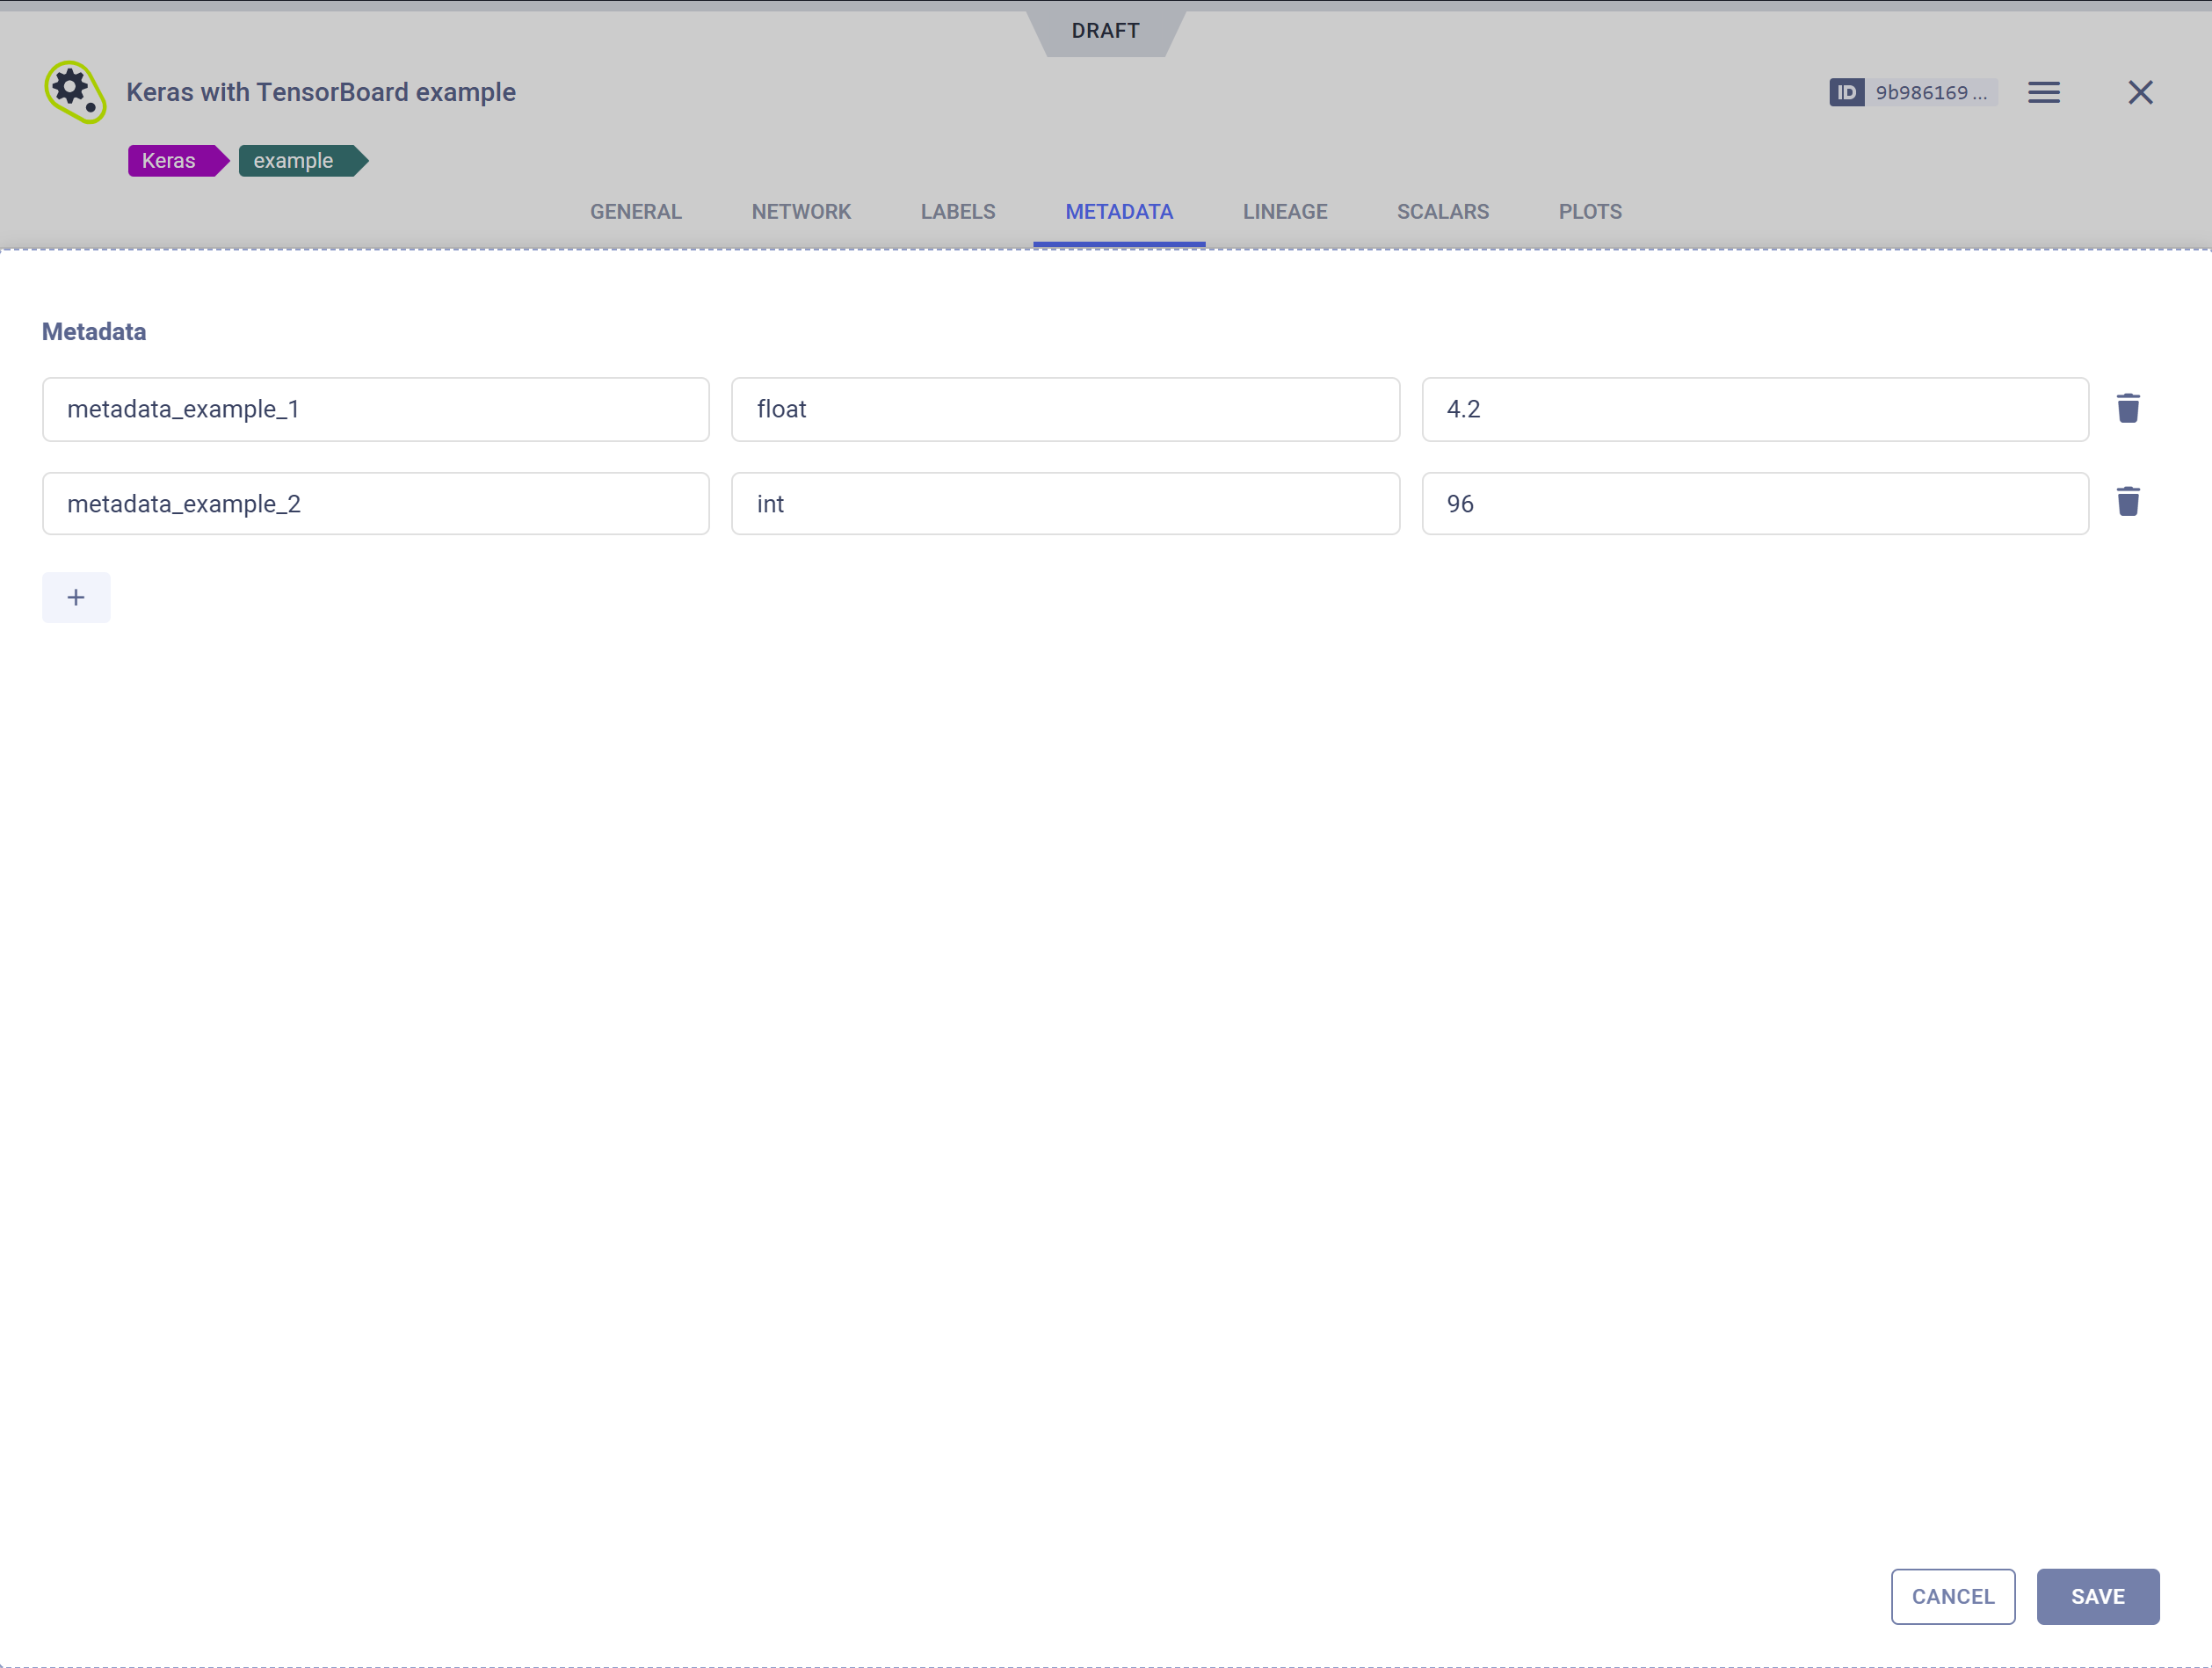 DRAFT
Keras with TensorBoard example
ID 9b986169 ...
Keras example
GENERAL NETWORK LABELS METADATA LINEAGE SCALARS PLOTS
Metadata
metadata_example_1 float 4.2
metadata_example_2 int 96
+
CANCEL SAVE